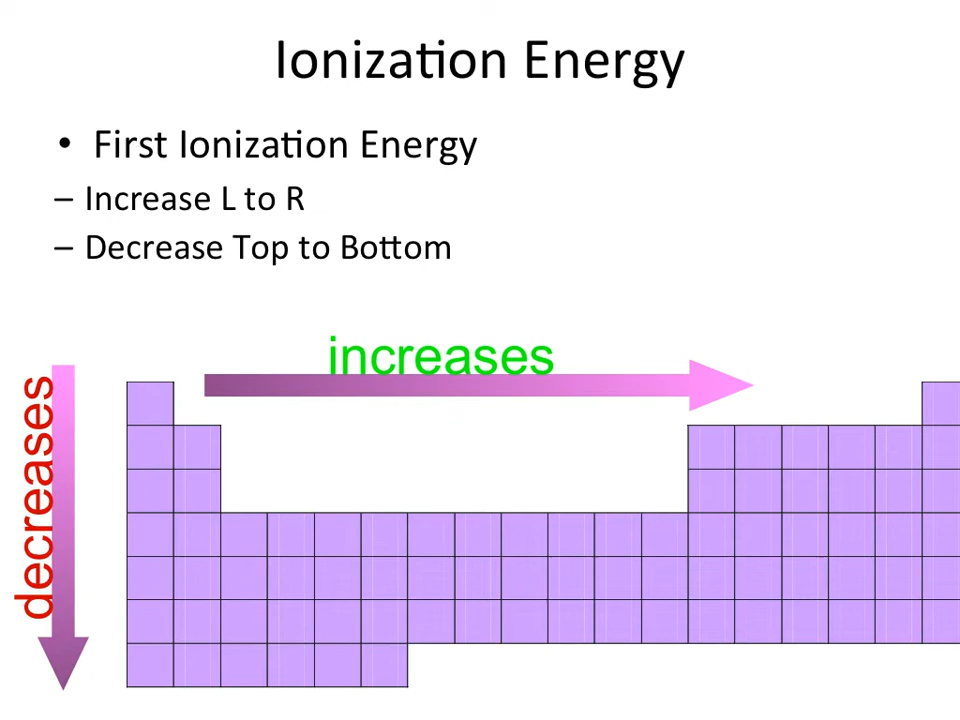 Ionization Energy
• First Ionization Energy
– Increase L to R
– Decrease Top to Bottom
increases
decreases